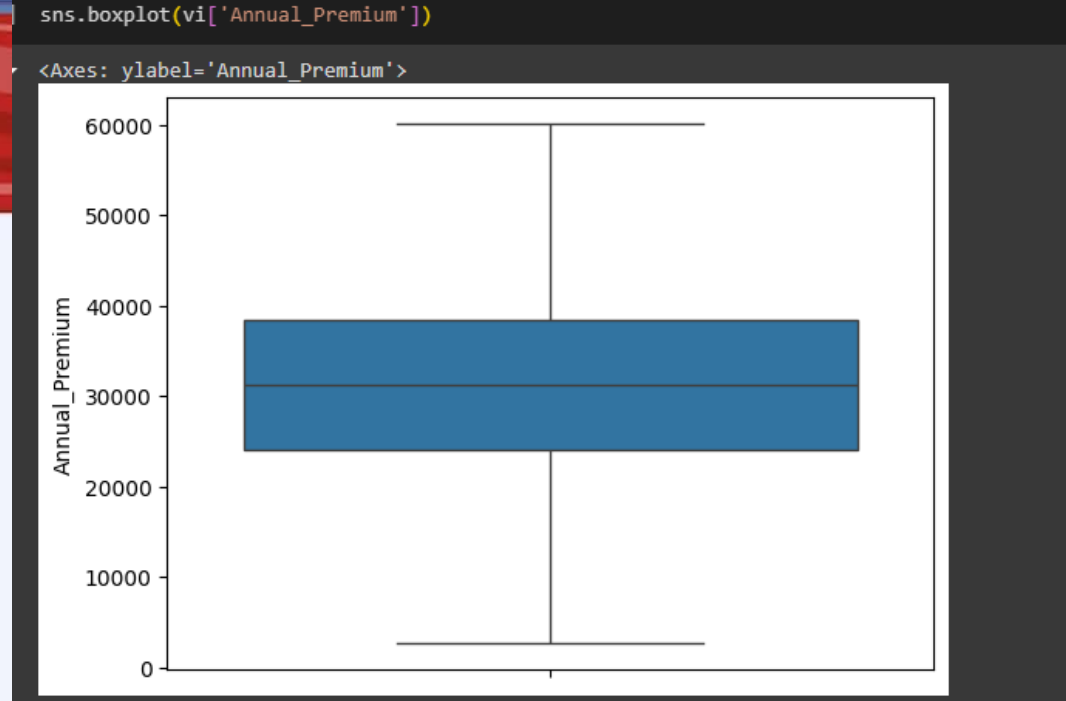 sns.boxplot(vi['Annual_Premium'])
<Axes: ylabel='Annual_Premium'>
60000
50000
40000
30000
20000
10000
0
Annual_Premium